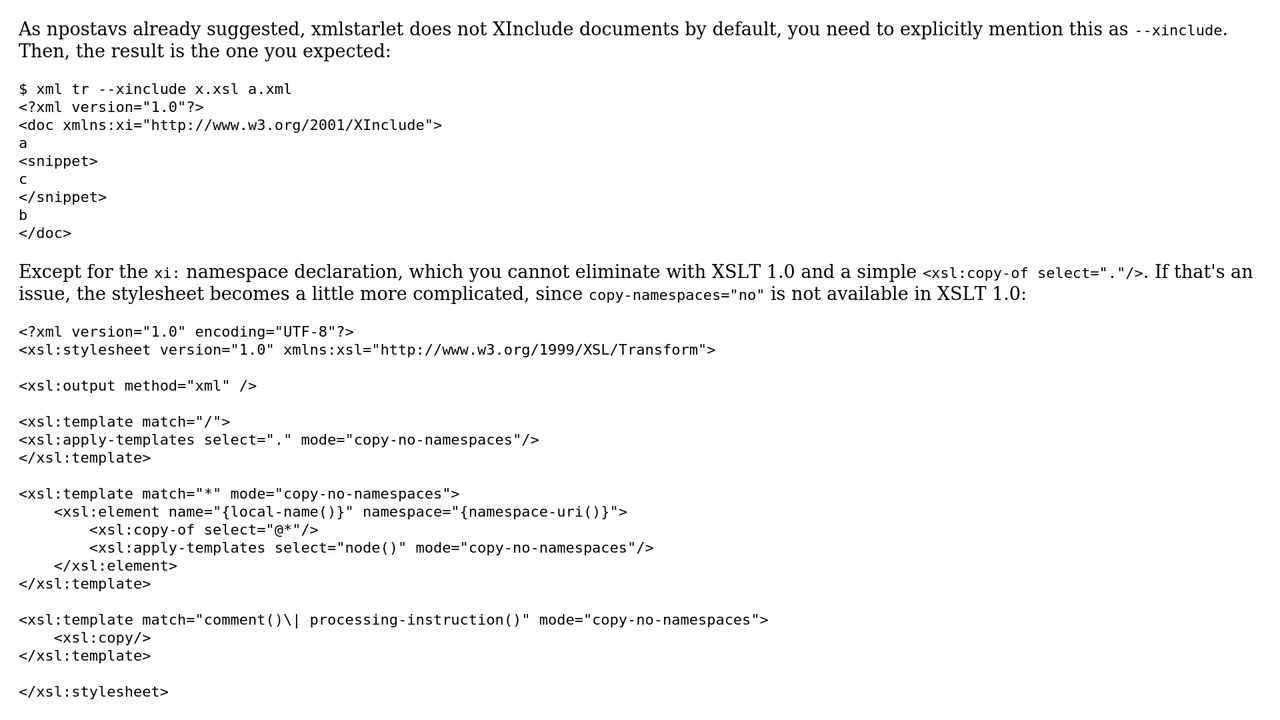 As npostavs already suggested, xmlstarlet does not XInclude documents by default, you need to explicitly mention this as --xinclude.
Then, the result is the one you expected:
$ xml tr --xinclude x.xsl a.xml
<?xml version="1.0"?>
<doc xmlns:xi="http://www.w3.org/2001/XInclude">
a
<snippet>
c
</snippet>
b
</doc>
Except for the xi: namespace declaration, which you cannot eliminate with XSLT 1.0 and a simple <xsl:copy-of select="."/>. If that's an
issue, the stylesheet becomes a little more complicated, since copy-namespaces="no" is not available in XSLT 1.0:
<?xml version="1.0" encoding="UTF-8"?>
<xsl:stylesheet version="1.0" xmlns:xsl="http://www.w3.org/1999/XSL/Transform">
<xsl:output method="xml" />
<xsl:template match="/">
<xsl:apply-templates select="." mode="copy-no-namespaces"/>
</xsl:template>
<xsl:template match="*" mode="copy-no-namespaces">
    <xsl:element name="{local-name()}" namespace="{namespace-uri()}">
        <xsl:copy-of select="@*"/>
        <xsl:apply-templates select="node()" mode="copy-no-namespaces"/>
    </xsl:element>
</xsl:template>
<xsl:template match="comment()\| processing-instruction()" mode="copy-no-namespaces">
    <xsl:copy/>
</xsl:template>
</xsl:stylesheet>